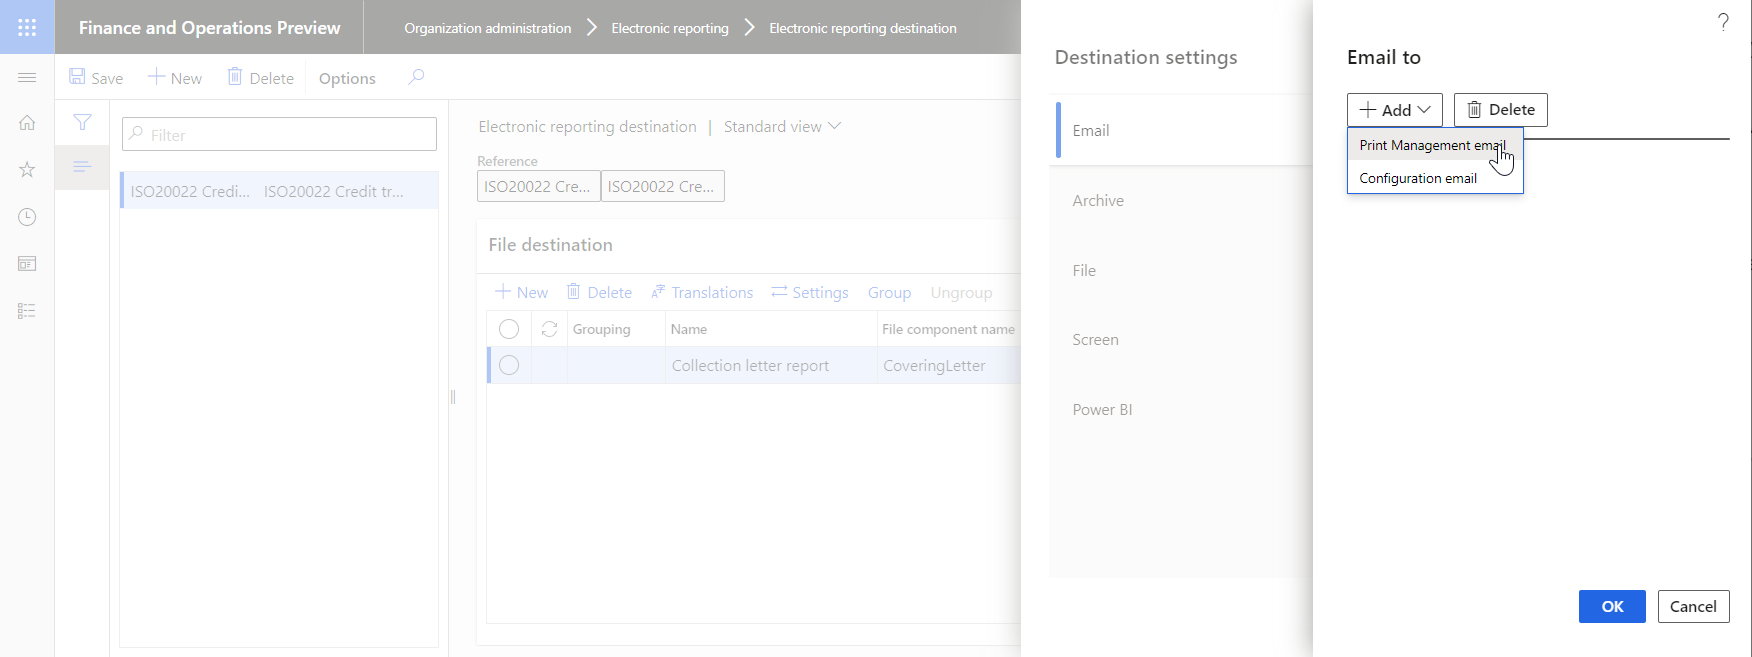 Finance and Operations Preview
Organization administration > Electronic reporting > Electronic reporting destination
Save
New
Delete
Options
Filter
ISO20022 Credi... ISO20022 Credit tr...
Electronic reporting destination | Standard view
Reference
ISO20022 Cre... ISO20022 Cre...
File destination
New Delete Translations Settings Group Ungroup
Grouping Name File component name
Collection letter report CoveringLetter
Destination settings
Email
Archive
File
Screen
Power BI
?
Email to
Add Delete
Print Management email
Configuration email
OK Cancel